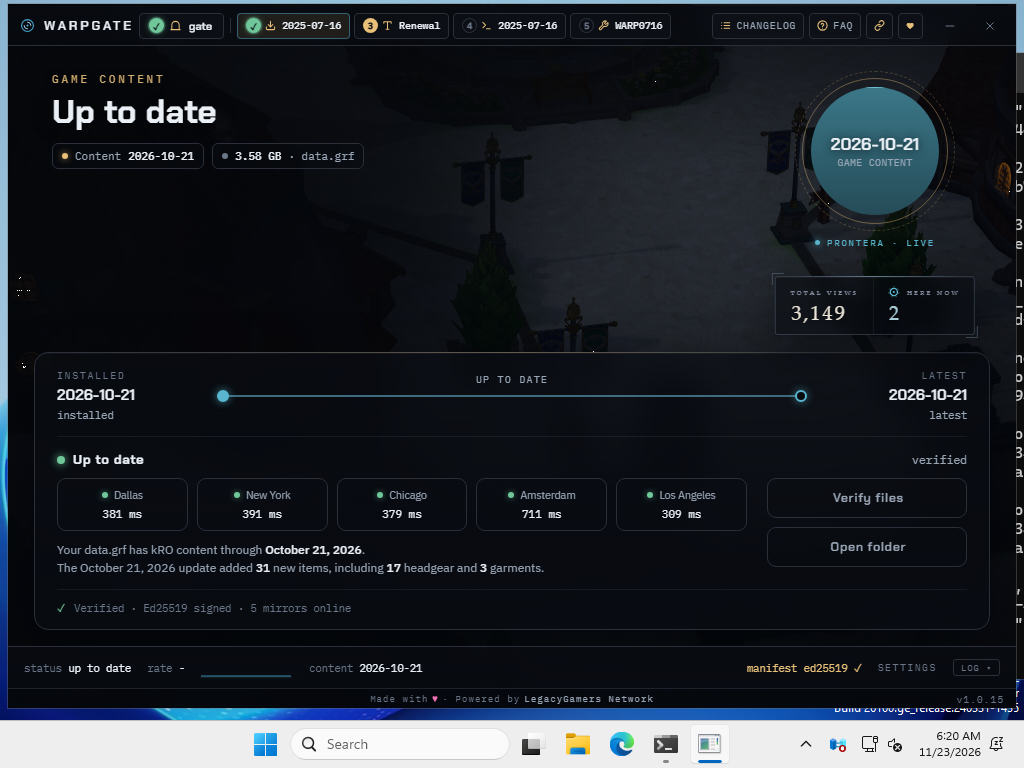 WARPGATE
gate
2025-07-16
3 Renewal
4 2025-07-16
5 WARP0716
CHANGELOG
FAQ
GAME CONTENT
Up to date
Content 2026-10-21
3.58 GB · data.grf
2026-10-21
GAME CONTENT
PRONTERA · LIVE
TOTAL VIEWS
3,149
HERE NOW
2
INSTALLED
2026-10-21
installed
UP TO DATE
LATEST
2026-10-21
latest
Up to date
verified
Dallas
381 ms
New York
391 ms
Chicago
379 ms
Amsterdam
711 ms
Los Angeles
309 ms
Verify files
Open folder
Your data.grf has kRO content through October 21, 2026.
The October 21, 2026 update added 31 new items, including 17 headgear and 3 garments.
✓ Verified · Ed25519 signed · 5 mirrors online
status up to date
rate -
content 2026-10-21
manifest ed25519 ✓
SETTINGS
LOG
Made with ♥ · Powered by LegacyGamers Network
v1.0.15
Search
6:20 AM
11/23/2026